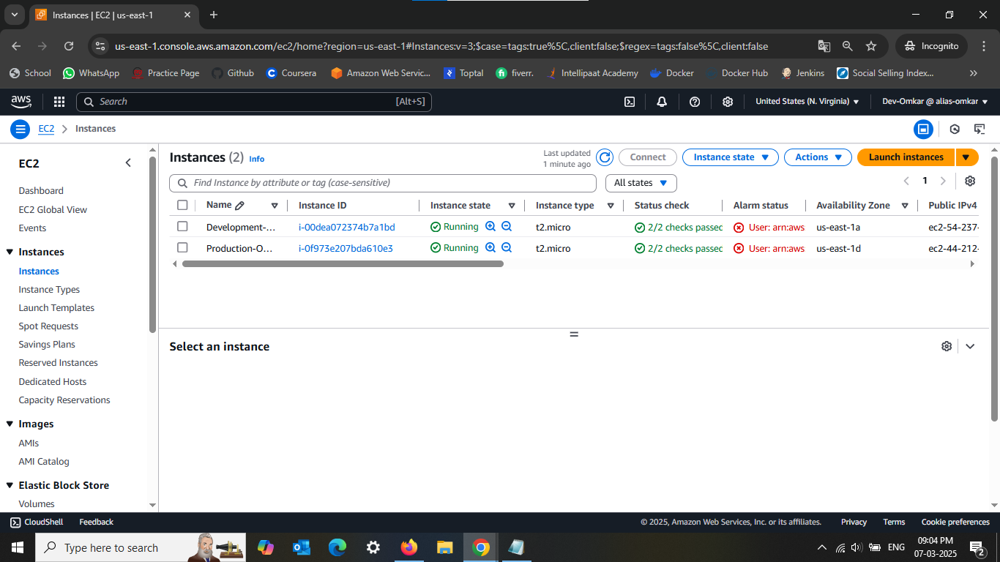 Instances | EC2 | us-east-1
us-east-1.console.aws.amazon.com/ec2/home?region=us-east-1#Instances:v=3;$case=tags:true%5C,client:false;$regex=tags:false%5C,client:false
Incognito
School WhatsApp Practice Page Github Coursera Amazon Web Servic... Toptal fiverr. Intellipaat Academy Docker Docker Hub Jenkins Social Selling Index...
aws Search [Alt+S] United States (N. Virginia) Dev-Omkar @ alias-omkar
EC2 Instances
EC2
Dashboard
EC2 Global View
Events
Instances
Instances
Instance Types
Launch Templates
Spot Requests
Savings Plans
Reserved Instances
Dedicated Hosts
Capacity Reservations
Images
AMIs
AMI Catalog
Elastic Block Store
Volumes
Instances (2) Info
Last updated
1 minute ago
Connect Instance state Actions Launch instances
Find Instance by attribute or tag (case-sensitive) All states 1
Name Instance ID Instance state Instance type Status check Alarm status Availability Zone Public IPv4
Development-... i-00dea072374b7a1bd Running t2.micro 2/2 checks passed User: arn:aws us-east-1a ec2-54-237-
Production-O... i-0f973e207bda610e3 Running t2.micro 2/2 checks passed User: arn:aws us-east-1d ec2-44-212-
Select an instance
CloudShell Feedback © 2025, Amazon Web Services, Inc. or its affiliates. Privacy Terms Cookie preferences
Type here to search
ENG
09:04 PM
07-03-2025
2